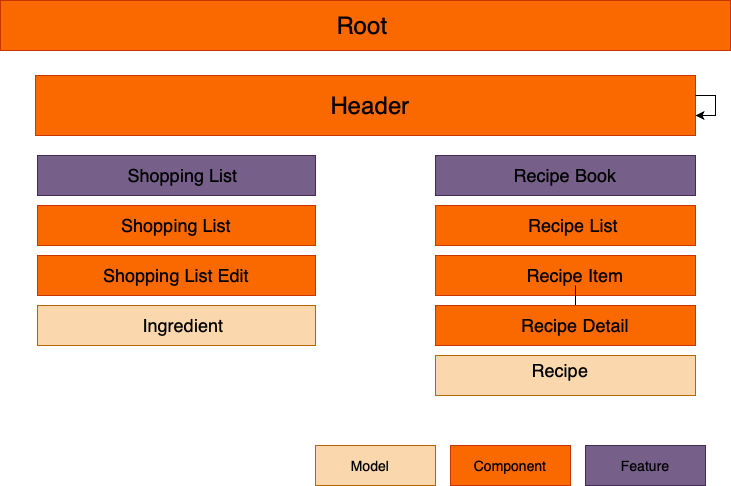 Root
Header
Shopping List
Shopping List
Shopping List Edit
Ingredient
Recipe Book
Recipe List
Recipe Item
Recipe Detail
Recipe
Model
Component
Feature